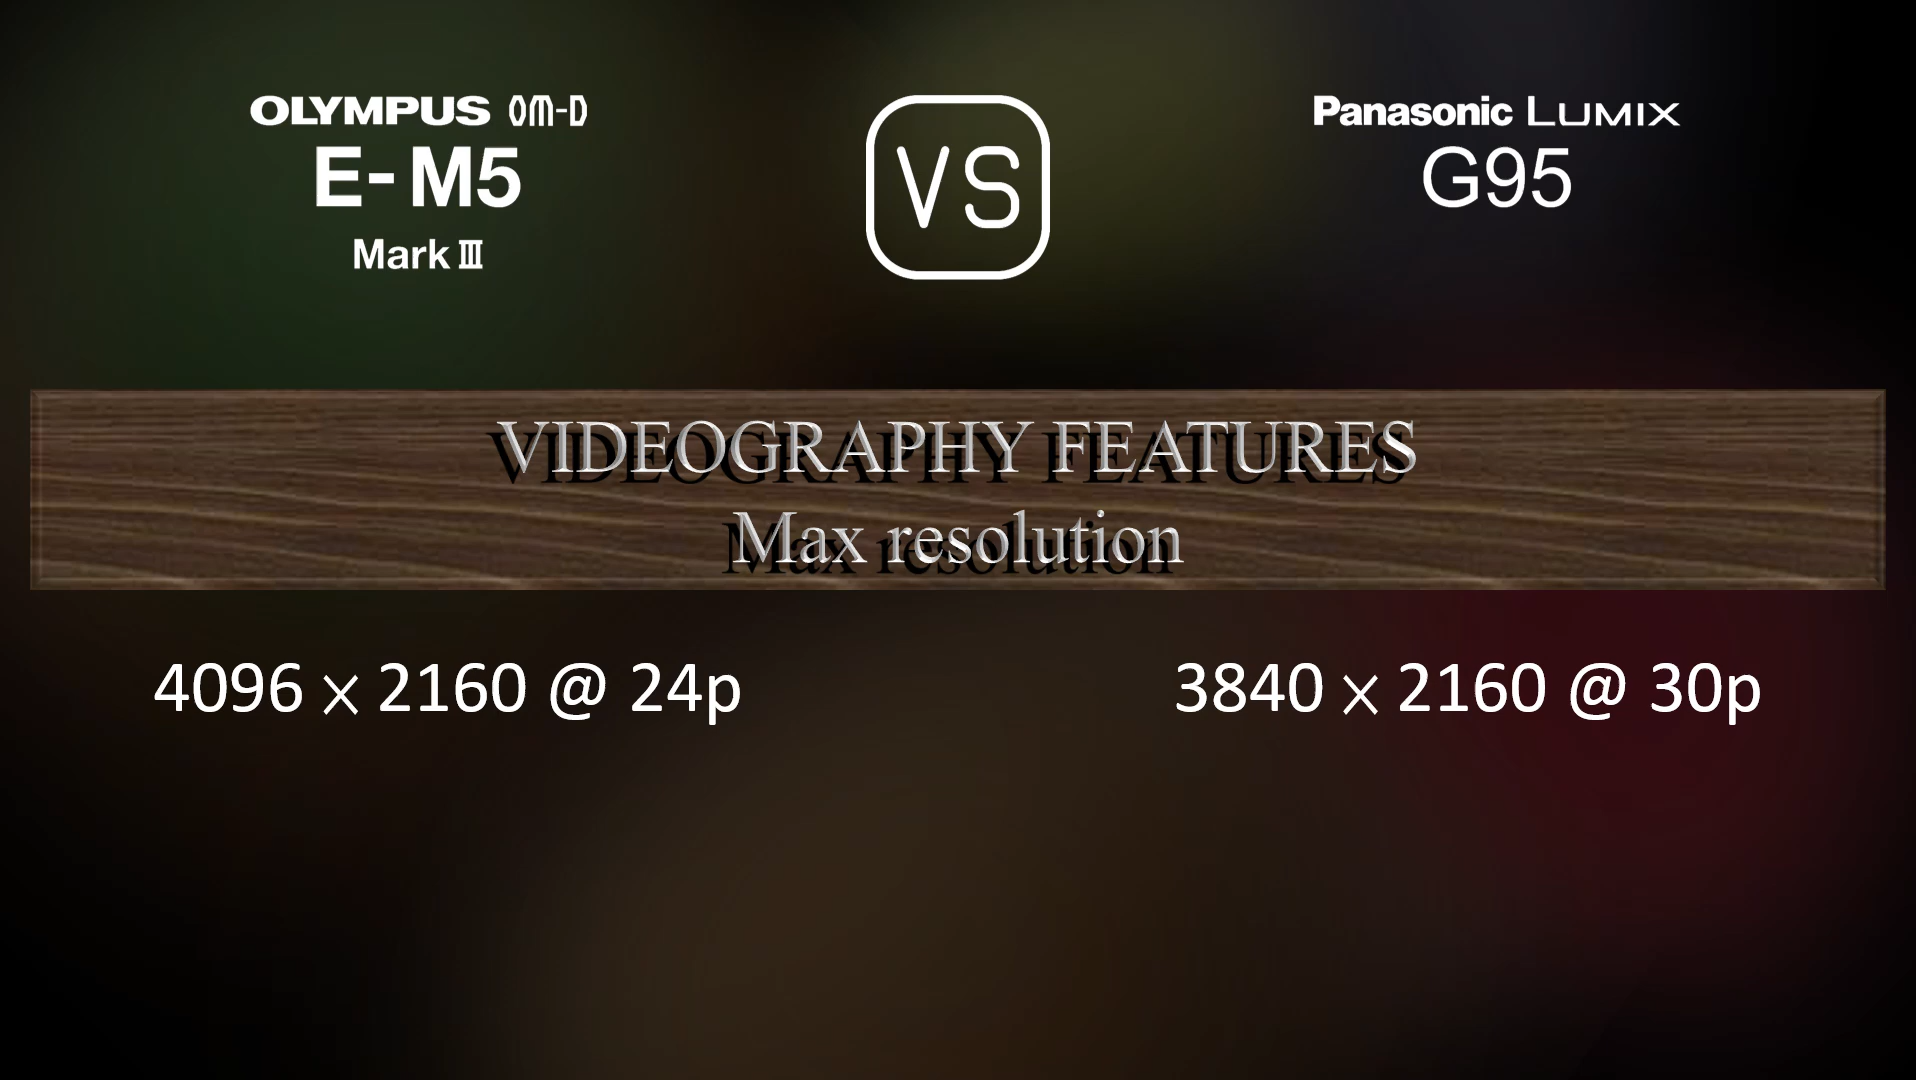 OLYMPUS OM-D
E-M5
Mark III
VS
Panasonic LUMIX
G95
VIDEOGRAPHY FEATURES
Max resolution
4096 x 2160 @ 24p
3840 x 2160 @ 30p